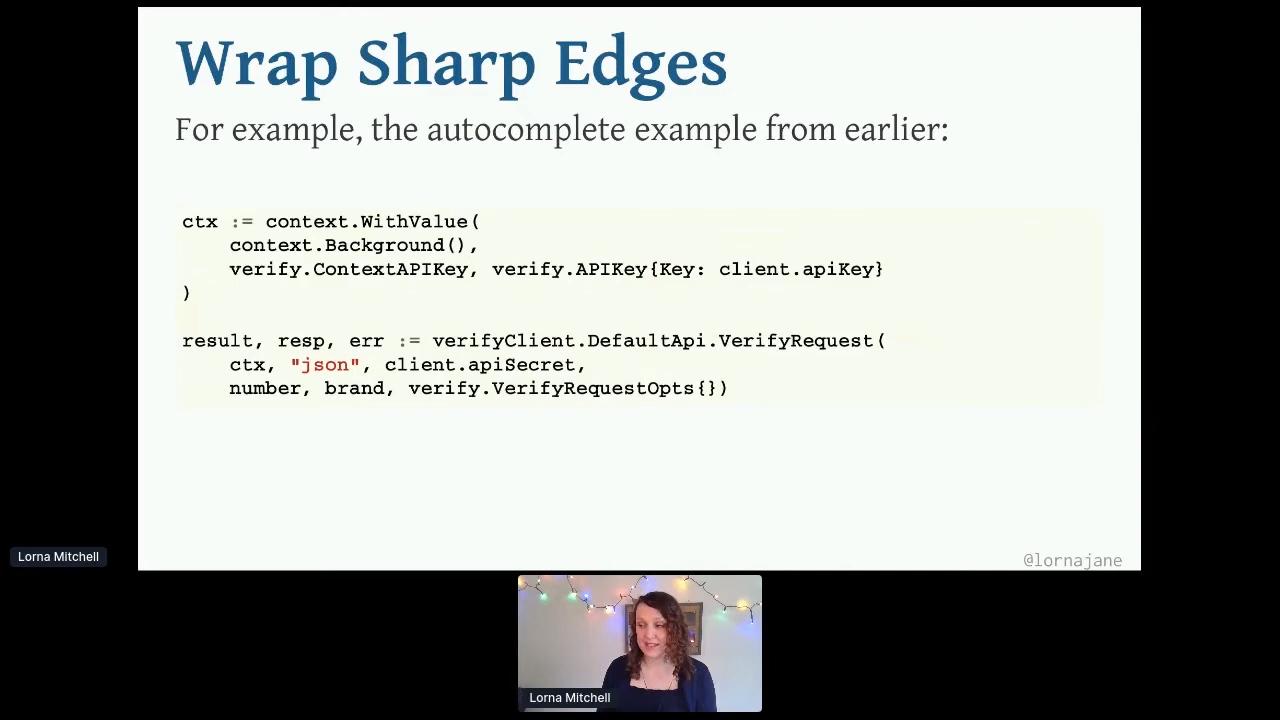 Wrap Sharp Edges
For example, the autocomplete example from earlier:
ctx := context.WithValue(
    context.Background(),
    verify.ContextAPIKey, verify.APIKey{Key: client.apiKey}
)
result, resp, err := verifyClient.DefaultApi.VerifyRequest(
    ctx, "json", client.apiSecret,
    number, brand, verify.VerifyRequestOpts{})
Lorna Mitchell
@lornajane
Lorna Mitchell